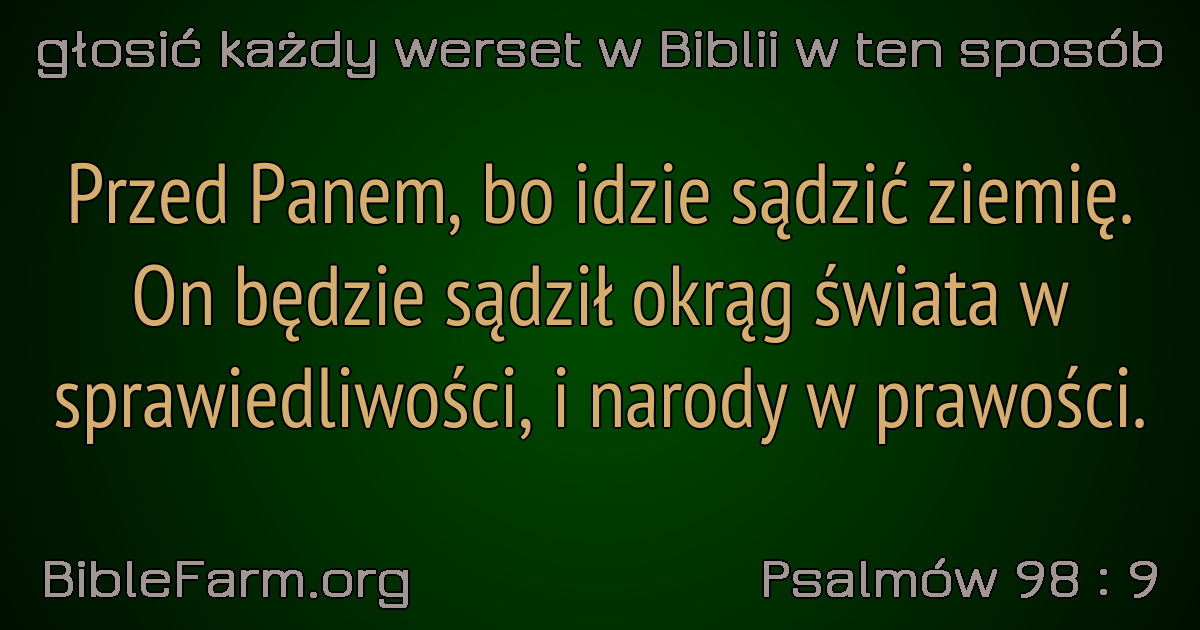 głosić każdy werset w Biblii w ten sposób
Przed Panem, bo idzie sądzić ziemię.
On będzie sądził okrąg świata w
sprawiedliwości, i narody w prawości.
BibleFarm.org
Psalmów 98 : 9